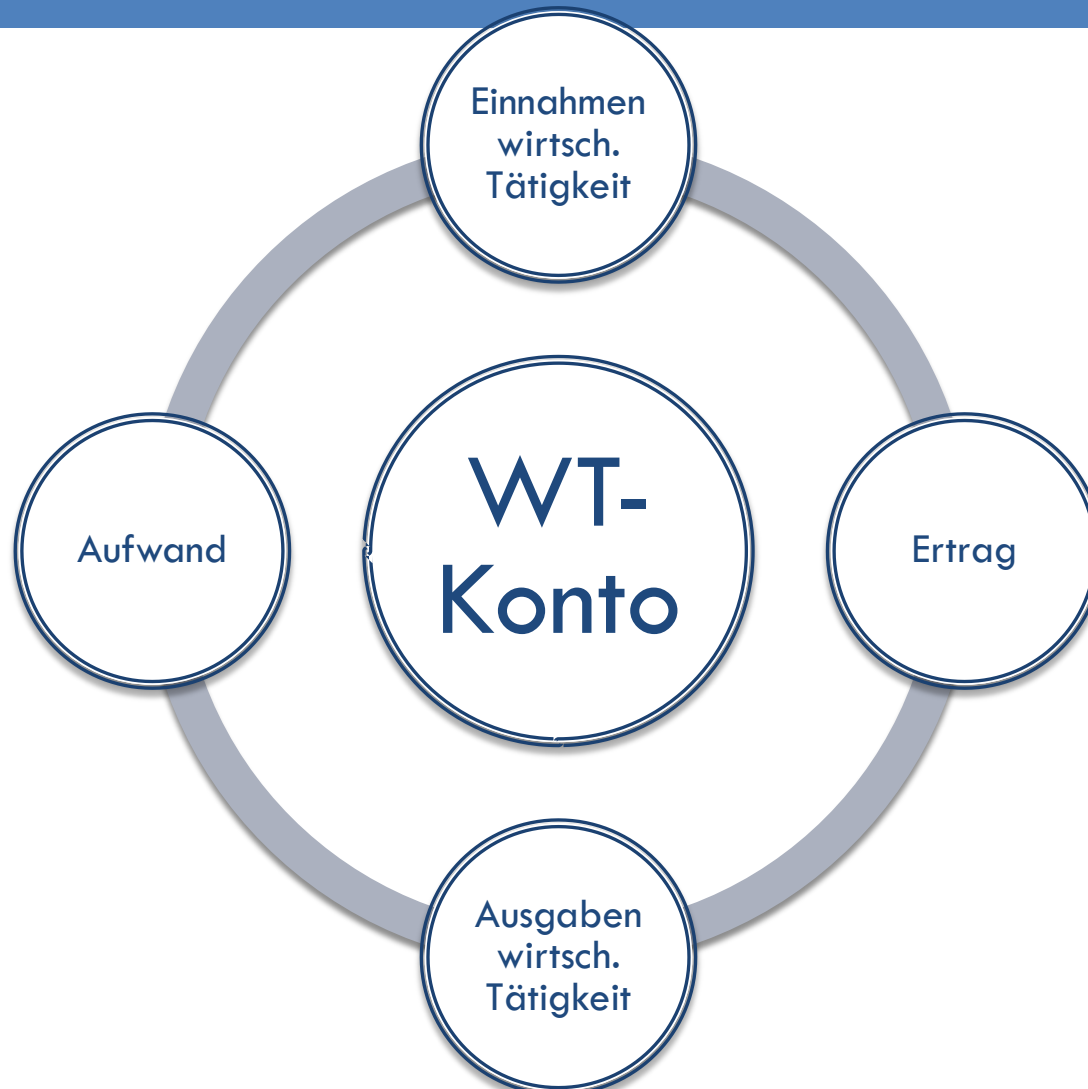 Einnahmen
wirtsch.
Tätigkeit
Aufwand
WT-
Konto
Ertrag
Ausgaben
wirtsch.
Tätigkeit